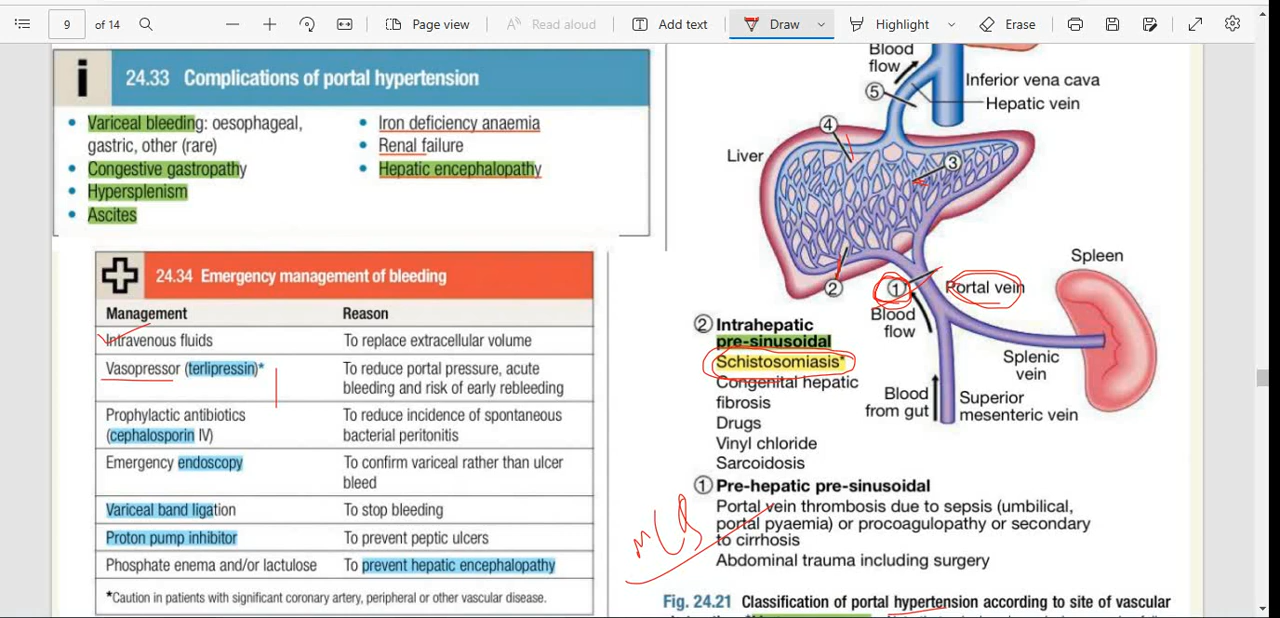 9 of 14
Page view
Read aloud
Add text
Draw
Highlight
Erase
i
24.33 Complications of portal hypertension
• Variceal bleeding: oesophageal,
gastric, other (rare)
• Congestive gastropathy
• Hypersplenism
• Ascites
• Iron deficiency anaemia
• Renal failure
• Hepatic encephalopathy
24.34 Emergency management of bleeding
Management Reason
Intravenous fluids To replace extracellular volume
Vasopressor (terlipressin)* To reduce portal pressure, acute
bleeding and risk of early rebleeding
Prophylactic antibiotics To reduce incidence of spontaneous
(cephalosporin IV) bacterial peritonitis
Emergency endoscopy To confirm variceal rather than ulcer
bleed
Variceal band ligation To stop bleeding
Proton pump inhibitor To prevent peptic ulcers
Phosphate enema and/or lactulose To prevent hepatic encephalopathy
*Caution in patients with significant coronary artery, peripheral or other vascular disease.
Blood
flow
Inferior vena cava
5
Hepatic vein
4
Liver
3
Spleen
2
1
Portal vein
Blood
flow
Splenic
vein
Blood
from gut
Superior
mesenteric vein
2 Intrahepatic
pre-sinusoidal
Schistosomiasis*
Congenital hepatic
fibrosis
Drugs
Vinyl chloride
Sarcoidosis
1 Pre-hepatic pre-sinusoidal
Portal vein thrombosis due to sepsis (umbilical,
portal pyaemia) or procoagulopathy or secondary
to cirrhosis
Abdominal trauma including surgery
Fig. 24.21 Classification of portal hypertension according to site of vascular